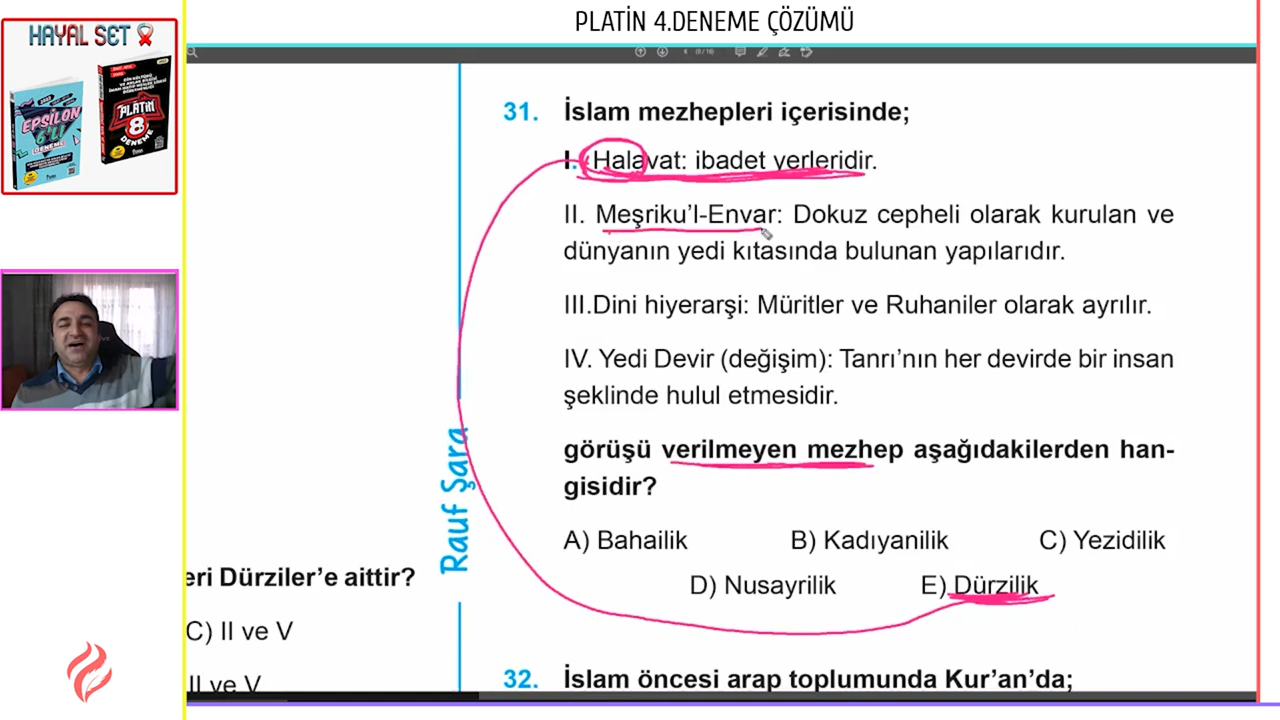 PLATİN 4.DENEME ÇÖZÜMÜ
HAYAL SET
EPSİLON
6'LI
DENEME
PLATİN
8
DENEME
31. İslam mezhepleri içerisinde;
I. Halavat: ibadet yerleridir.
II. Meşriku'l-Envar: Dokuz cepheli olarak kurulan ve
dünyanın yedi kıtasında bulunan yapılarıdır.
III.Dini hiyerarşi: Müritler ve Ruhaniler olarak ayrılır.
IV. Yedi Devir (değişim): Tanrı'nın her devirde bir insan
şeklinde hulul etmesidir.
görüşü verilmeyen mezhep aşağıdakilerden han-
gisidir?
A) Bahailik B) Kadıyanilik C) Yezidilik
D) Nusayrilik E) Dürzilik
Rauf Şara
eri Dürziler'e aittir?
C) II ve V
II ve V
32. İslam öncesi arap toplumunda Kur'an'da;